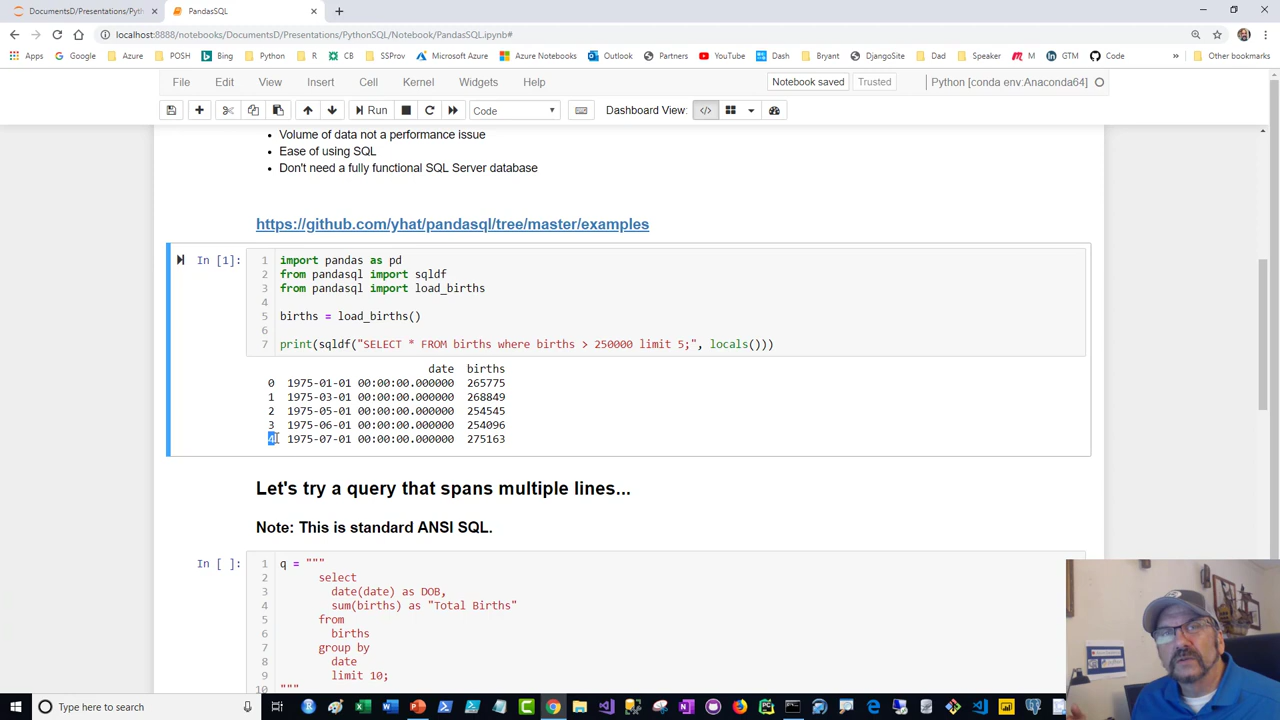 DocumentsD/Presentations/Pyth
PandasSQL
localhost:8888/notebooks/DocumentsD/Presentations/PythonSQL/Notebook/PandasSQL.ipynb#
Apps Google Azure POSH Bing Python R CB SSProv Microsoft Azure Azure Notebooks Outlook Partners YouTube Dash Bryant DjangoSite Dad Speaker M LN GTM Code » Other bookmarks
File Edit View Insert Cell Kernel Widgets Help Notebook saved Trusted Python [conda env:Anaconda64]
Run Code Dashboard View:
• Volume of data not a performance issue
• Ease of using SQL
• Don't need a fully functional SQL Server database
https://github.com/yhat/pandasql/tree/master/examples
In [1]:
1 import pandas as pd
2 from pandasql import sqldf
3 from pandasql import load_births
4
5 births = load_births()
6
7 print(sqldf("SELECT * FROM births where births > 250000 limit 5;", locals()))
date births
0 1975-01-01 00:00:00.000000 265775
1 1975-03-01 00:00:00.000000 268849
2 1975-05-01 00:00:00.000000 254545
3 1975-06-01 00:00:00.000000 254096
4 1975-07-01 00:00:00.000000 275163
Let's try a query that spans multiple lines...
Note: This is standard ANSI SQL.
In [ ]:
1 q = """
2 select
3 date(date) as DOB,
4 sum(births) as "Total Births"
5 from
6 births
7 group by
8 date
9 limit 10;
10 """
Type here to search